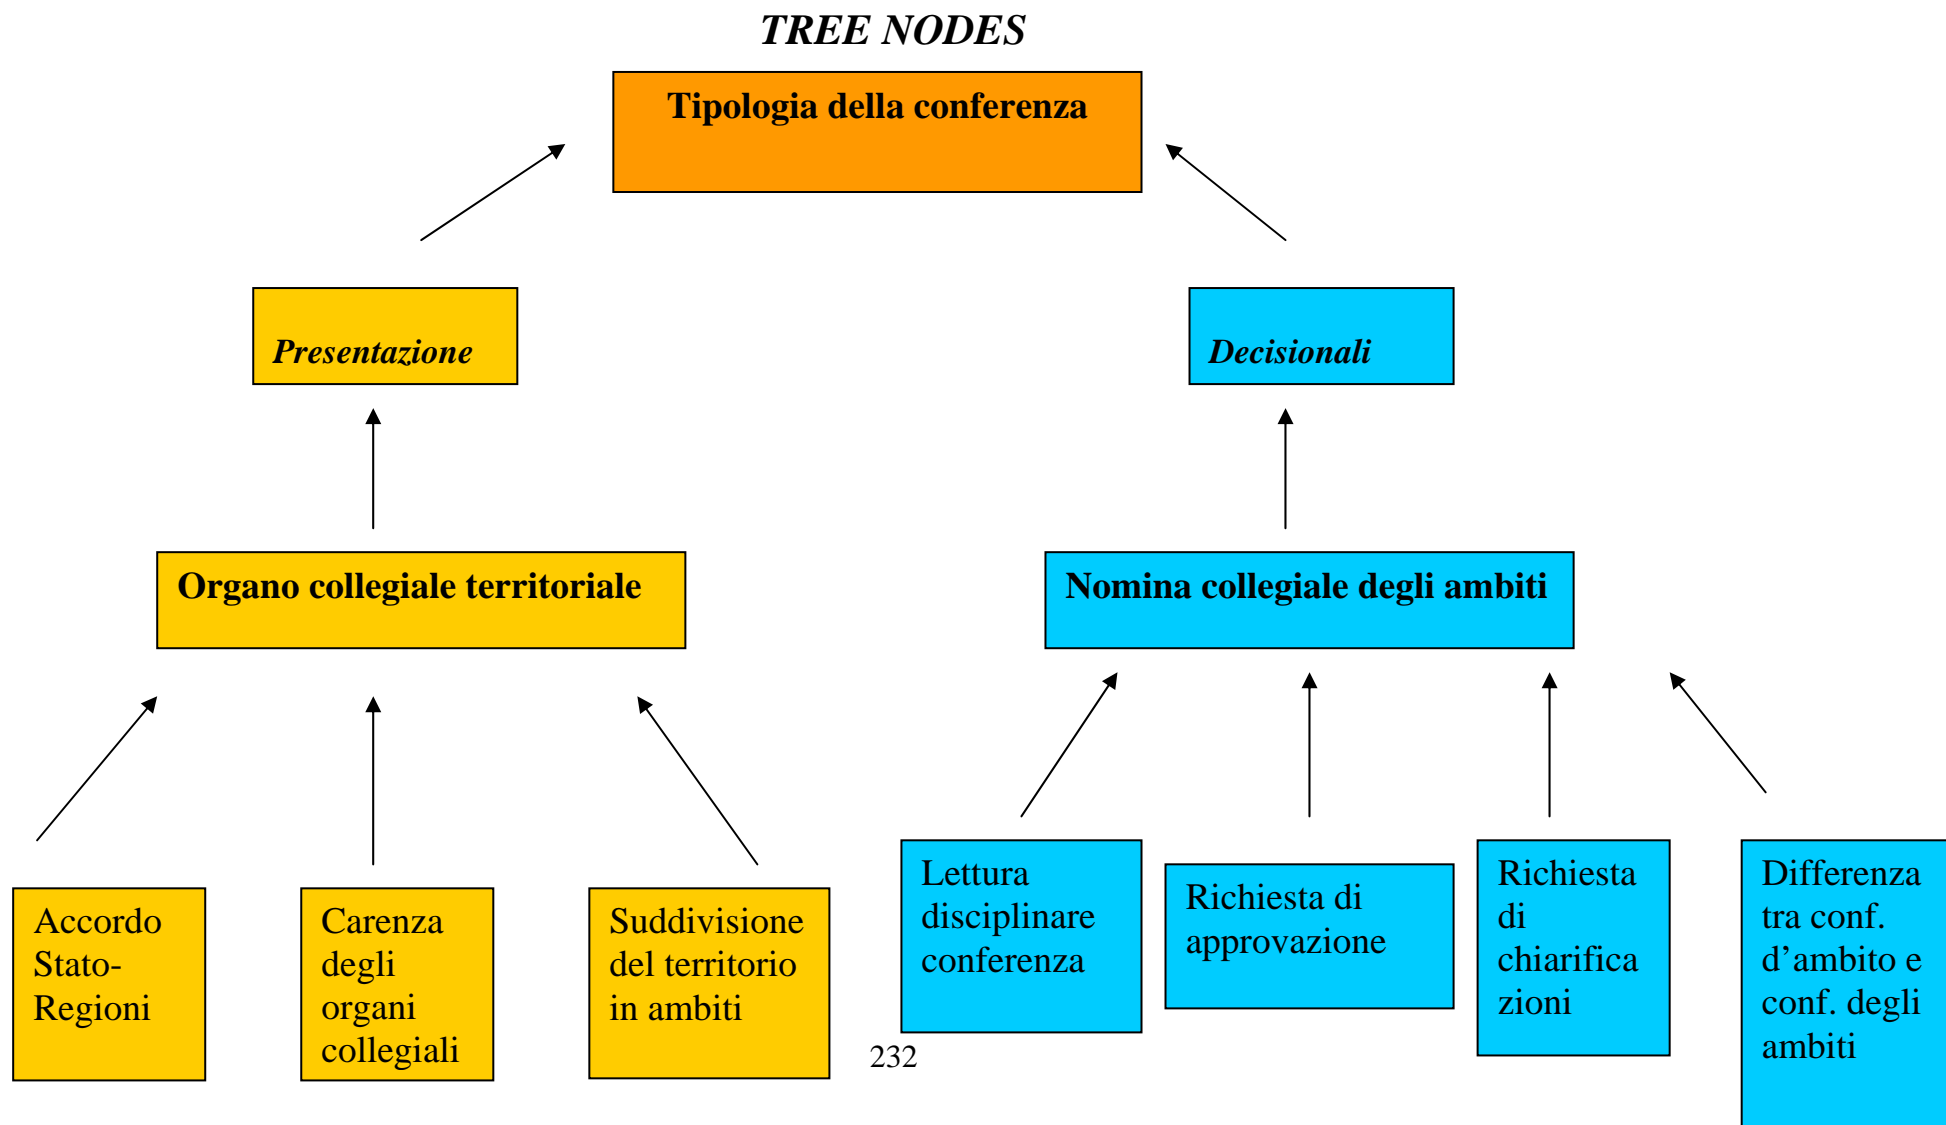 TREE NODES
Tipologia della conferenza
Presentazione
Decisionali
Organo collegiale territoriale
Nomina collegiale degli ambiti
Accordo
Stato-
Regioni
Carenza
degli
organi
collegiali
Suddivisione
del territorio
in ambiti
Lettura
disciplinare
conferenza
Richiesta di
approvazione
Richiesta
di
chiarifica
zioni
Differenza
tra conf.
d’ambito e
conf. degli
ambiti
232